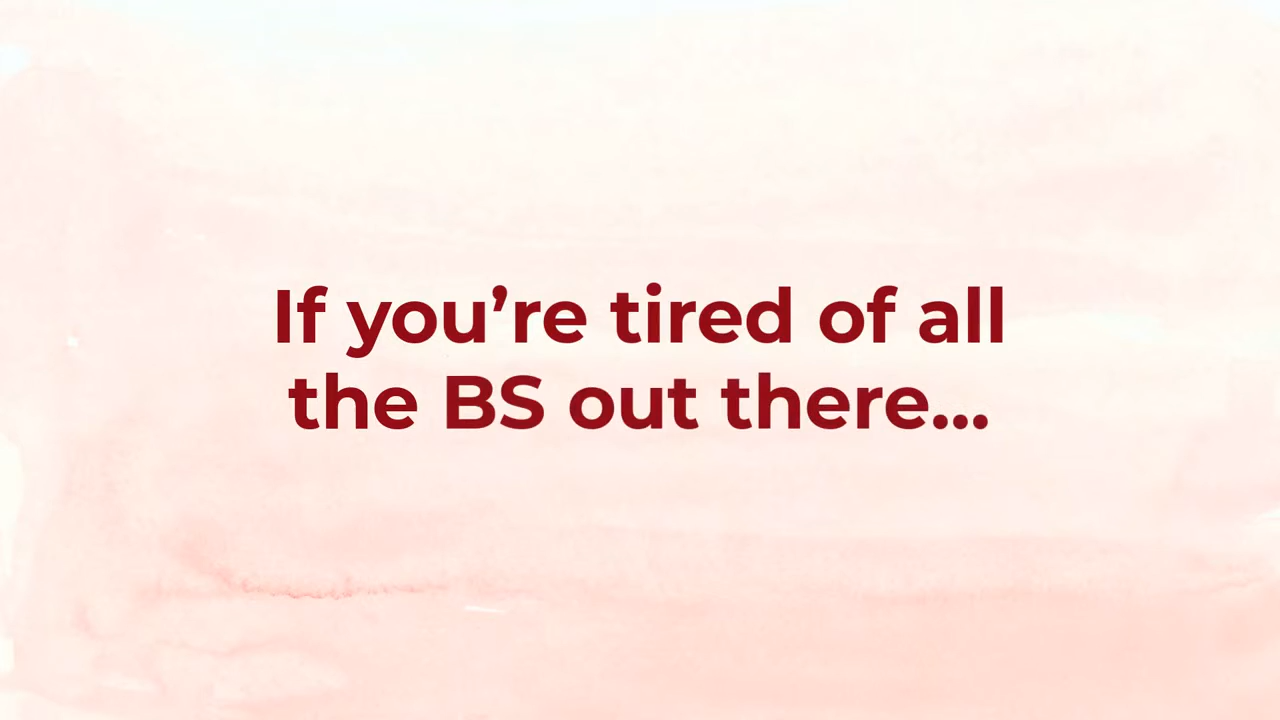 If you’re tired of all
the BS out there...